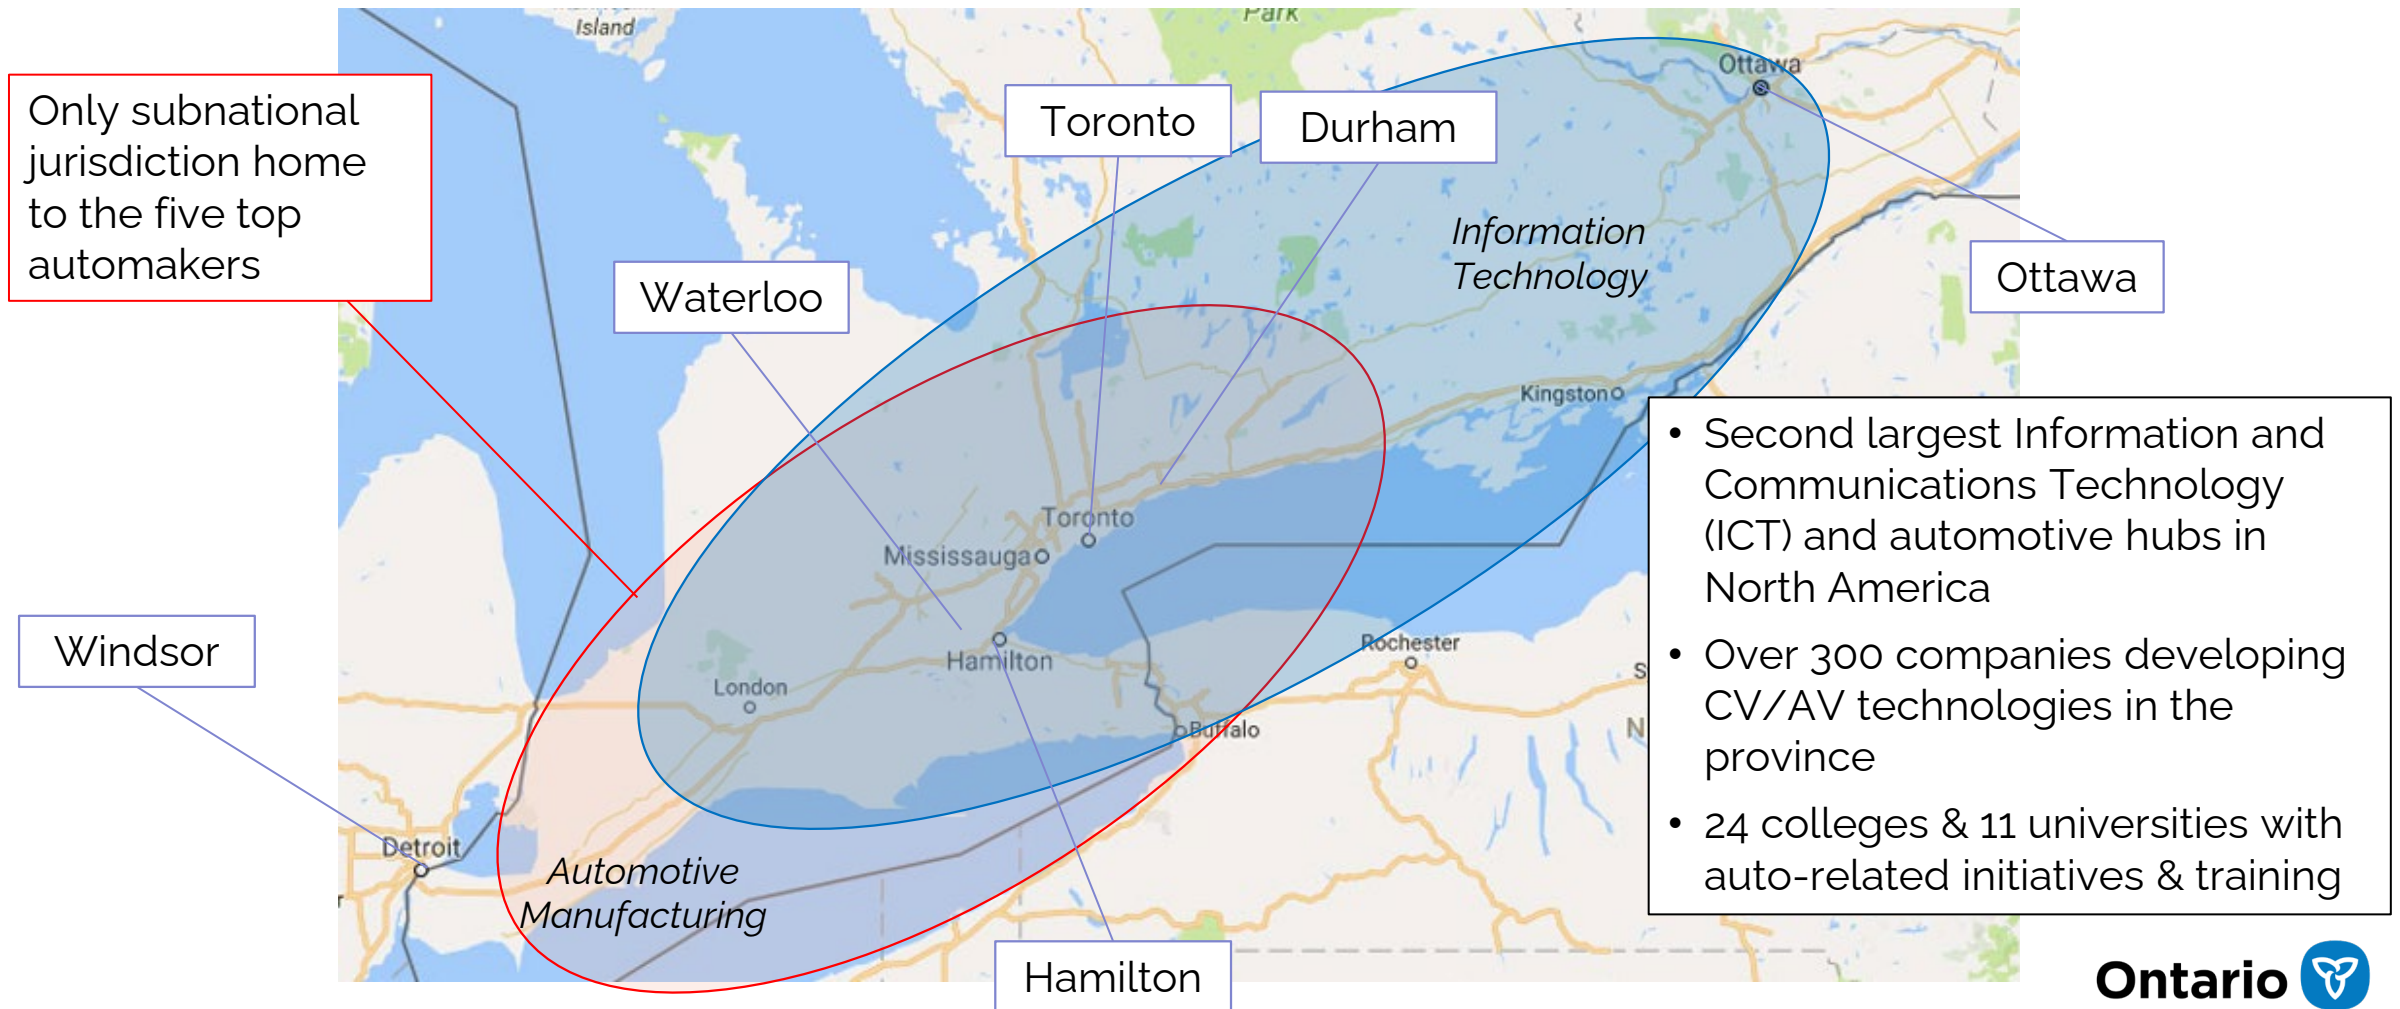 Island
Park
Ottawa
Only subnational
jurisdiction home
to the five top
automakers
Toronto
Durham
Information
Technology
Ottawa
Waterloo
Kingston
• Second largest Information and
Communications Technology
(ICT) and automotive hubs in
North America
• Over 300 companies developing
CV/AV technologies in the
province
• 24 colleges & 11 universities with
auto-related initiatives & training
Toronto
Mississauga
Hamilton
Rochester
London
Buffalo
Windsor
Detroit
Automotive
Manufacturing
Hamilton
Ontario